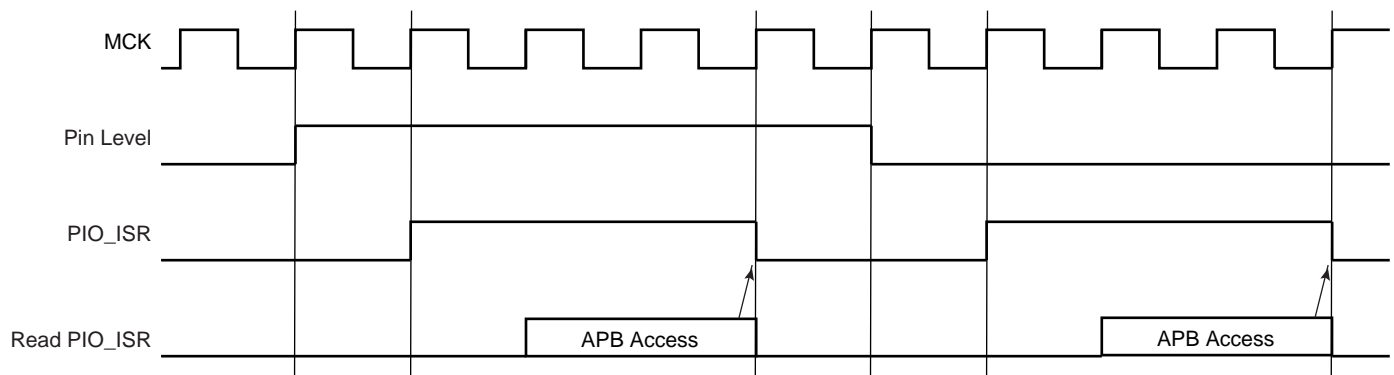 MCK
Pin Level
PIO_ISR
Read PIO_ISR
APB Access
APB Access